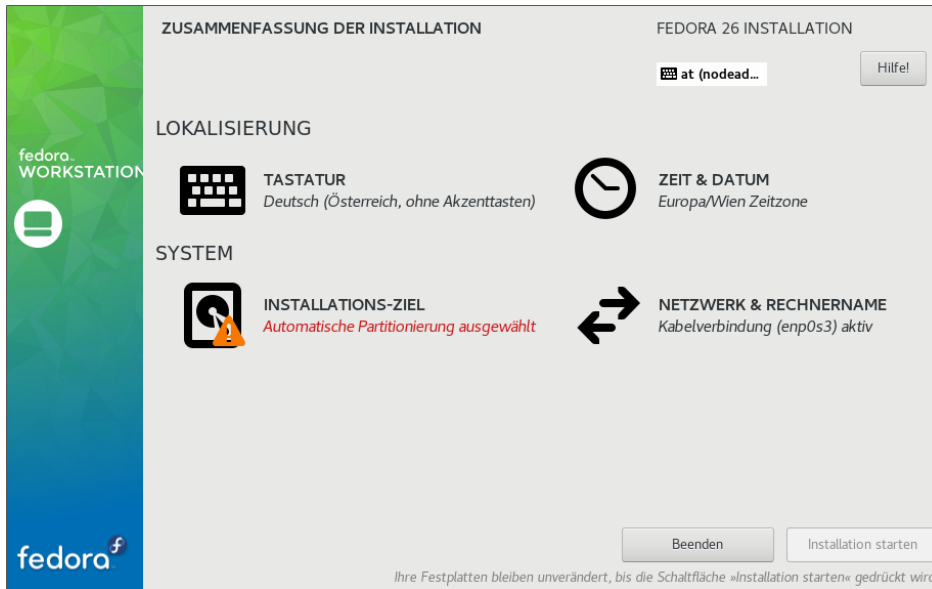 ZUSAMMENFASSUNG DER INSTALLATION
FEDORA 26 INSTALLATION
at (nodead...
Hilfe!
fedora
WORKSTATION
LOKALISIERUNG
TASTATUR
Deutsch (Österreich, ohne Akzenttasten)
ZEIT & DATUM
Europa/Wien Zeitzone
SYSTEM
INSTALLATIONS-ZIEL
Automatische Partitionierung ausgewählt
NETZWERK & RECHNERNAME
Kabelverbindung (enp0s3) aktiv
Beenden
Installation starten
Ihre Festplatten bleiben unverändert, bis die Schaltfläche »Installation starten« gedrückt wird
fedora